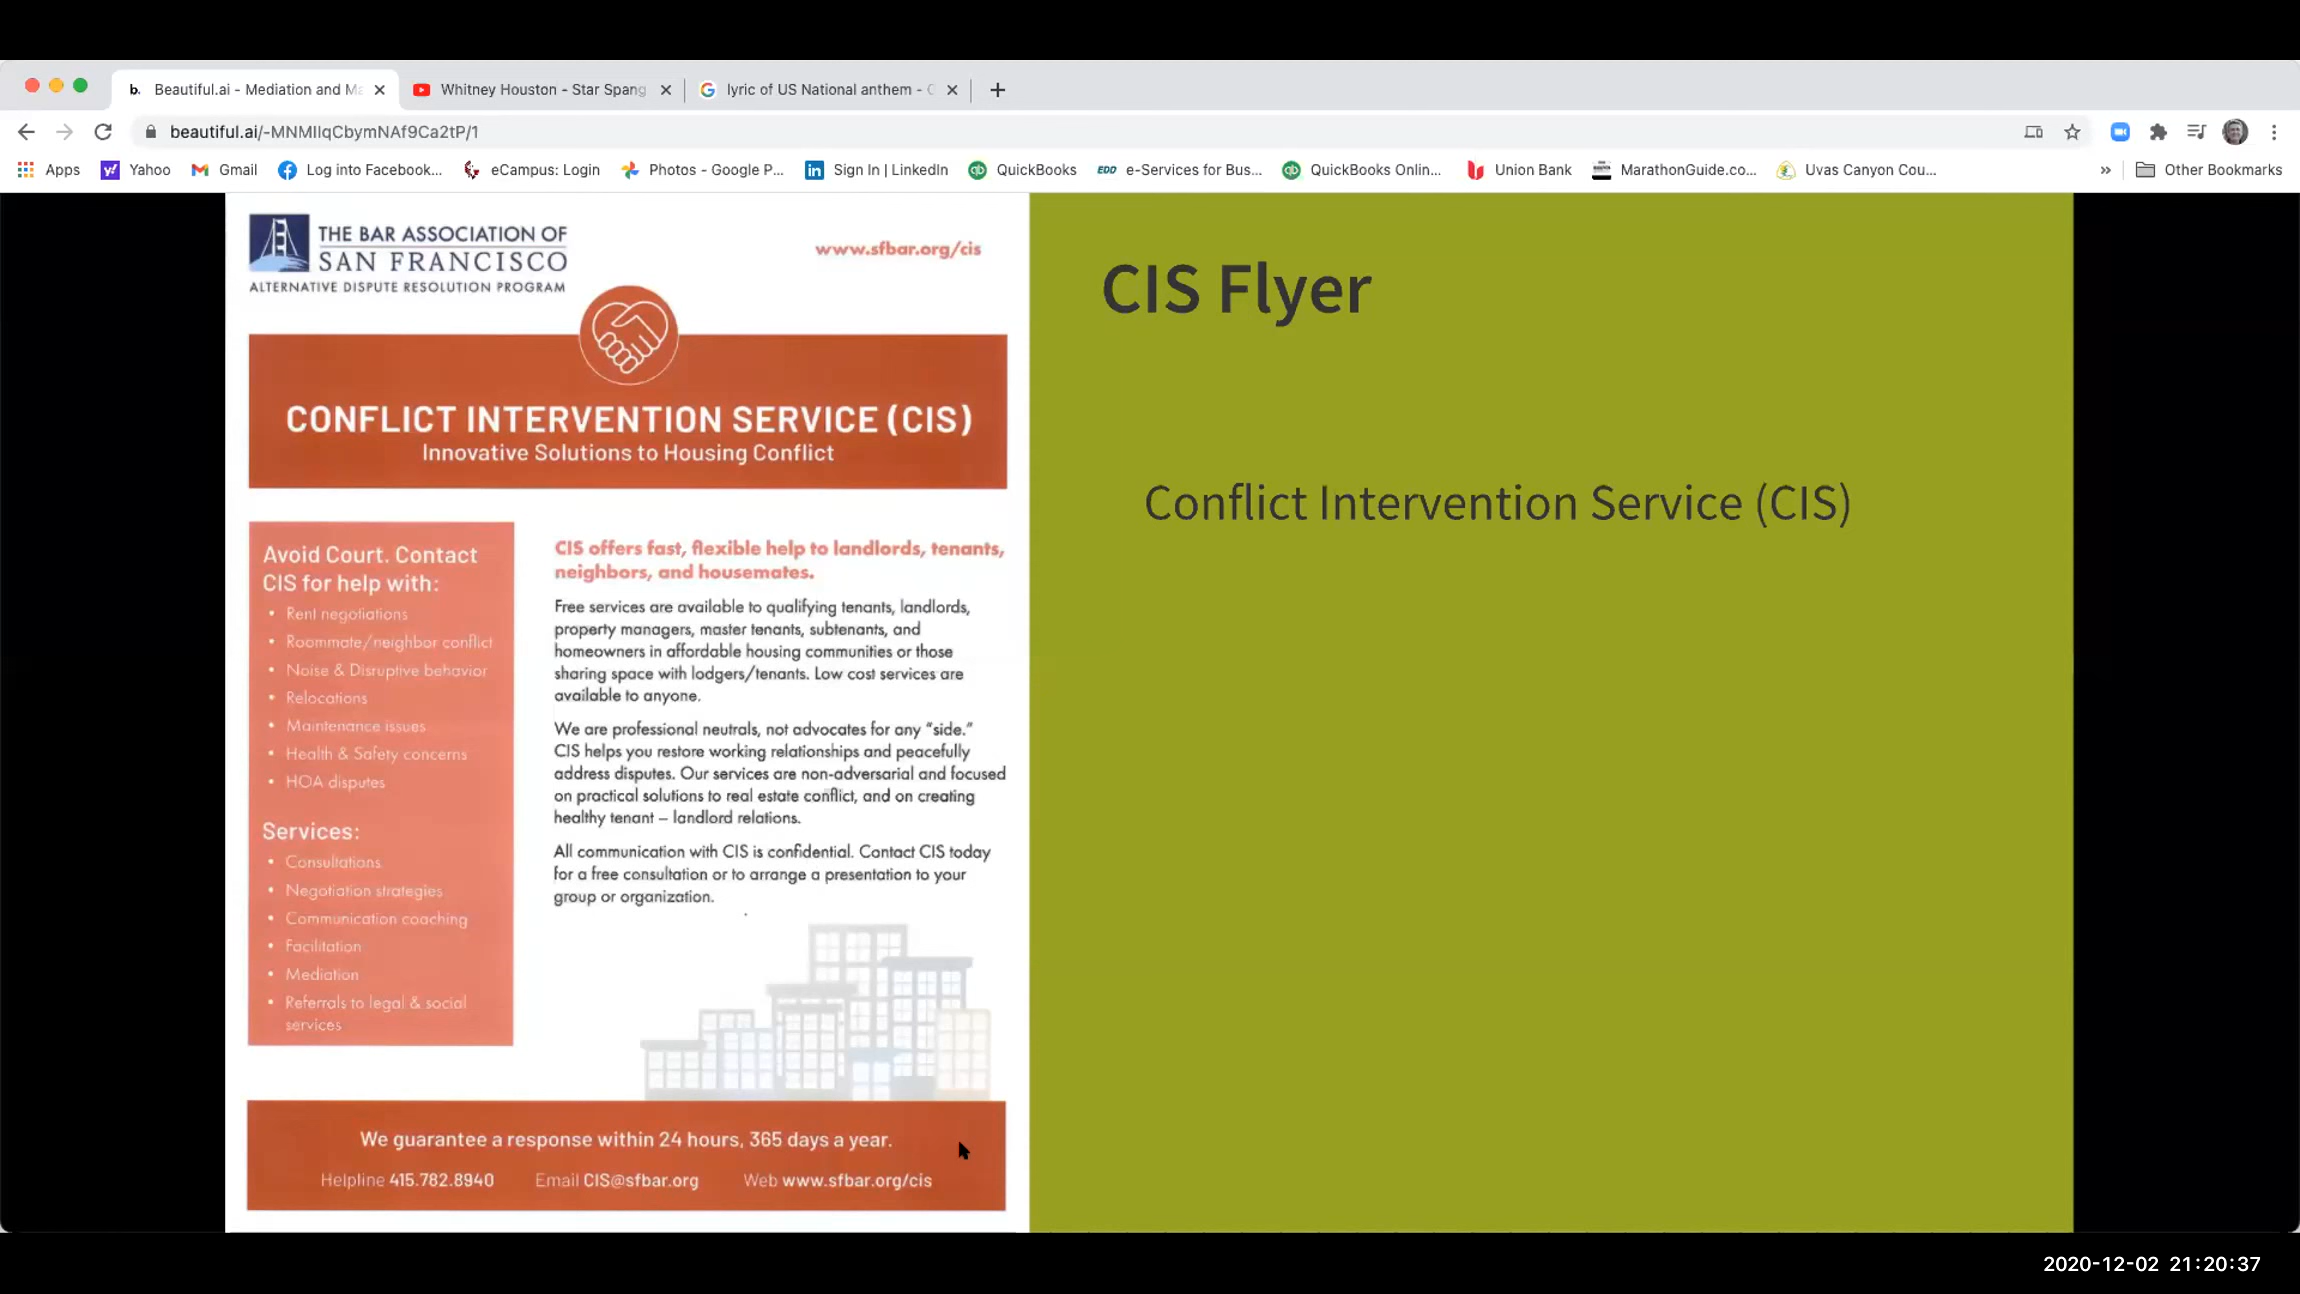 Beautiful.ai - Mediation and Ma
Whitney Houston - Star Spang
lyric of US National anthem - G
beautiful.ai/-MNMIlqCbymNAf9Ca2tP/1
Apps
Yahoo
Gmail
Log into Facebook...
eCampus: Login
Photos - Google P...
Sign In | LinkedIn
QuickBooks
EDD e-Services for Bus...
QuickBooks Onlin...
Union Bank
MarathonGuide.co...
Uvas Canyon Cou...
Other Bookmarks
THE BAR ASSOCIATION OF
SAN FRANCISCO
ALTERNATIVE DISPUTE RESOLUTION PROGRAM
www.sfbar.org/cis
CONFLICT INTERVENTION SERVICE (CIS)
Innovative Solutions to Housing Conflict
Avoid Court. Contact
CIS for help with:
• Rent negotiations
• Roommate/neighbor conflict
• Noise & Disruptive behavior
• Relocations
• Maintenance issues
• Health & Safety concerns
• HOA disputes
Services:
• Consultations
• Negotiation strategies
• Communication coaching
• Facilitation
• Mediation
• Referrals to legal & social
services
CIS offers fast, flexible help to landlords, tenants,
neighbors, and housemates.
Free services are available to qualifying tenants, landlords,
property managers, master tenants, subtenants, and
homeowners in affordable housing communities or those
sharing space with lodgers/tenants. Low cost services are
available to anyone.
We are professional neutrals, not advocates for any “side.”
CIS helps you restore working relationships and peacefully
address disputes. Our services are non-adversarial and focused
on practical solutions to real estate conflict, and on creating
healthy tenant – landlord relations.
All communication with CIS is confidential. Contact CIS today
for a free consultation or to arrange a presentation to your
group or organization.
We guarantee a response within 24 hours, 365 days a year.
Helpline 415.782.8940 Email CIS@sfbar.org Web www.sfbar.org/cis
CIS Flyer
Conflict Intervention Service (CIS)
2020-12-02 21:20:37